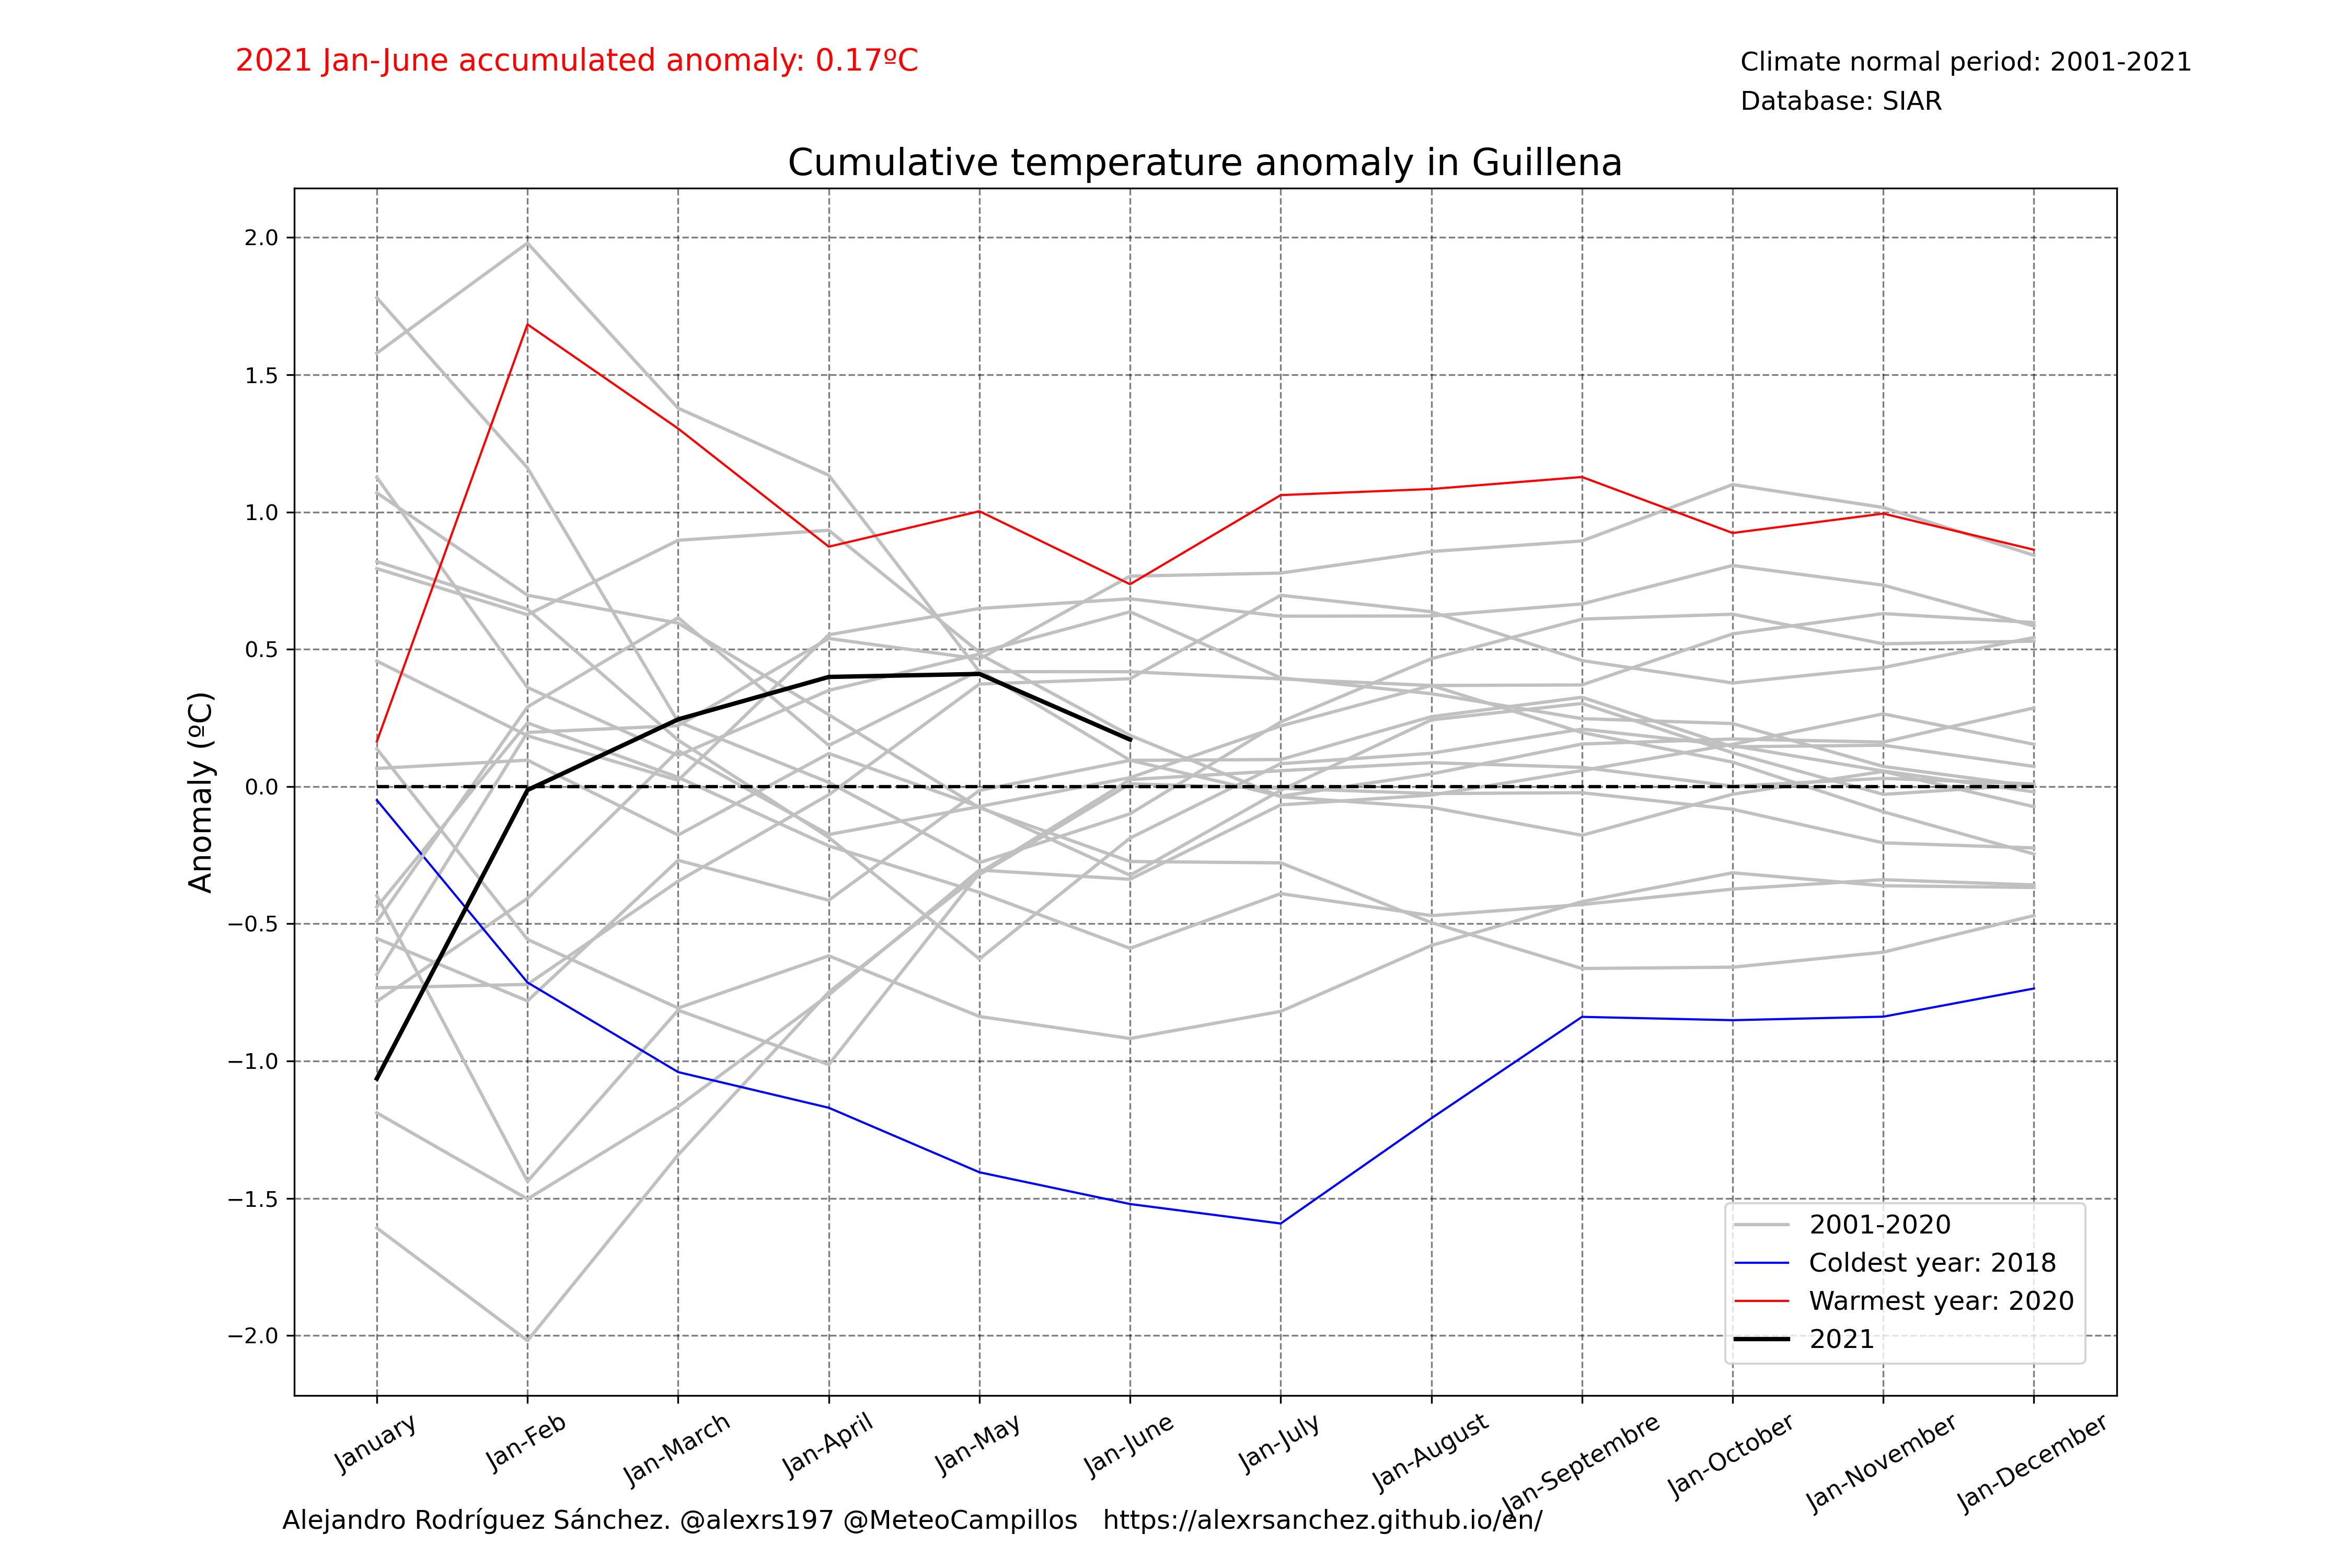 2021 Jan-June accumulated anomaly: 0.17ºC
Climate normal period: 2001-2021
Database: SIAR
Cumulative temperature anomaly in Guillena
Anomaly (ºC)
2.0
1.5
1.0
0.5
0.0
−0.5
−1.0
−1.5
−2.0
2001-2020
Coldest year: 2018
Warmest year: 2020
2021
January
Jan-Feb
Jan-March
Jan-April
Jan-May
Jan-June
Jan-July
Jan-August
Jan-Septembre
Jan-October
Jan-November
Jan-December
Alejandro Rodríguez Sánchez. @alexrs197 @MeteoCampillos   https://alexrsanchez.github.io/en/